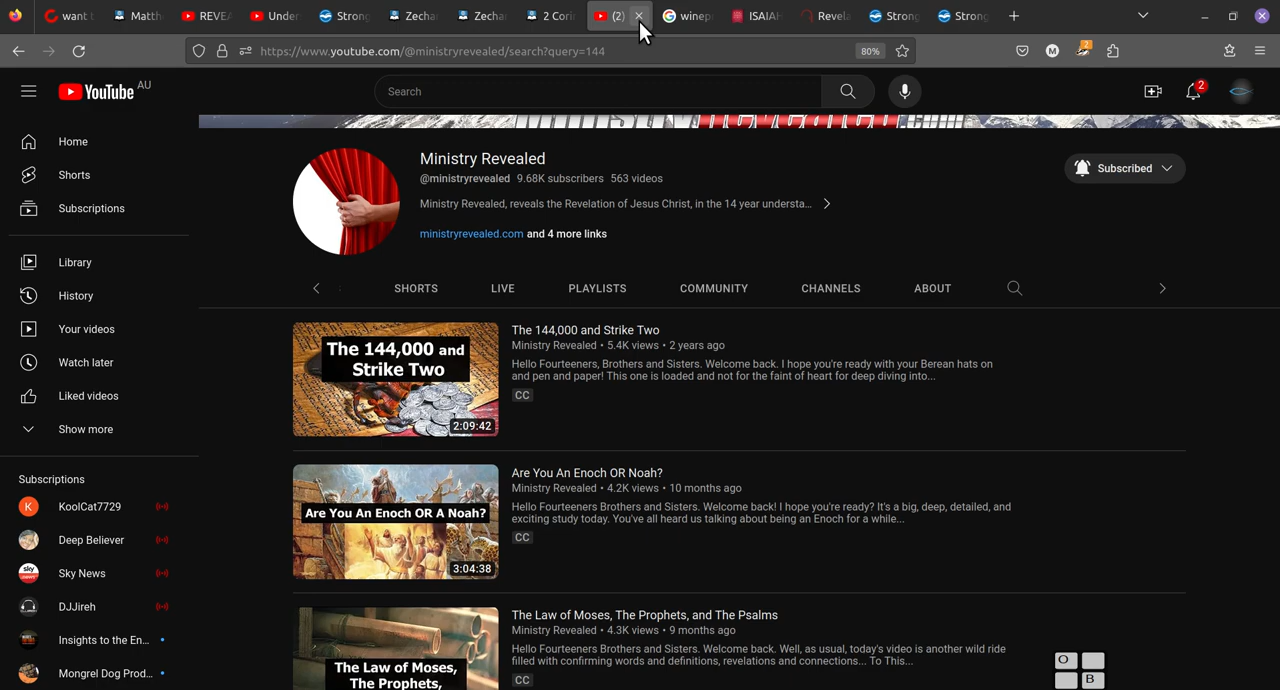 want t
Matth
REVEA
Under
Strong
Zecha
Zecha
2 Corin
(2)
winep
ISAIAH
Revela
Strong
Strong
https://www.youtube.com/@ministryrevealed/search?query=144
80%
M
2
YouTube AU
Search
2
Home
Shorts
Subscriptions
Library
History
Your videos
Watch later
Liked videos
Show more
Subscriptions
K KoolCat7729
Deep Believer
sky news Sky News
DJJireh
Insights to the En...
Mongrel Dog Prod...
Ministry Revealed
@ministryrevealed 9.68K subscribers 563 videos
Ministry Revealed, reveals the Revelation of Jesus Christ, in the 14 year understa...
ministryrevealed.com and 4 more links
SHORTS
LIVE
PLAYLISTS
COMMUNITY
CHANNELS
ABOUT
The 144,000 and
Strike Two
2:09:42
The 144,000 and Strike Two
Ministry Revealed • 5.4K views • 2 years ago
Hello Fourteeners, Brothers and Sisters. Welcome back. I hope you're ready with your Berean hats on
and pen and paper! This one is loaded and not for the faint of heart for deep diving into...
CC
Are You An Enoch OR A Noah?
3:04:38
Are You An Enoch OR Noah?
Ministry Revealed • 4.2K views • 10 months ago
Hello Fourteeners Brothers and Sisters. Welcome back! I hope you're ready? It's a big, deep, detailed, and
exciting study today. You've all heard us talking about being an Enoch for a while...
CC
The Law of Moses,
The Prophets,
The Law of Moses, The Prophets, and The Psalms
Ministry Revealed • 4.3K views • 9 months ago
Hello Fourteeners Brothers and Sisters. Welcome back. Well, as usual, today's video is another wild ride
filled with confirming words and definitions, revelations and connections... To This...
CC
O
B